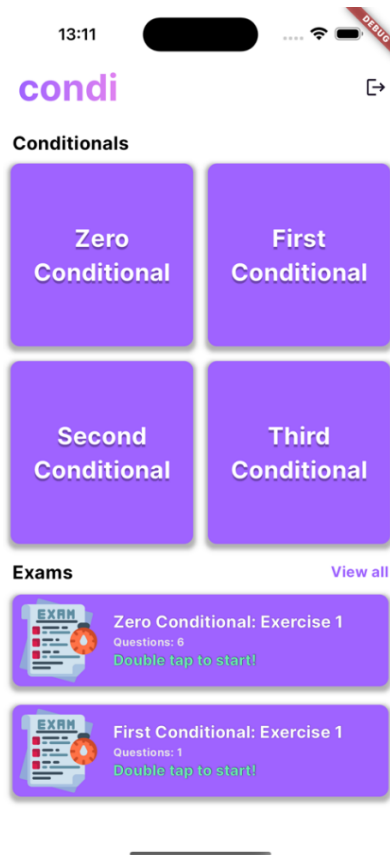 13:11
DEBUG
condi
Conditionals
Zero
Conditional
First
Conditional
Second
Conditional
Third
Conditional
Exams
View all
EXAM
Zero Conditional: Exercise 1
Questions: 6
Double tap to start!
EXAM
First Conditional: Exercise 1
Questions: 1
Double tap to start!